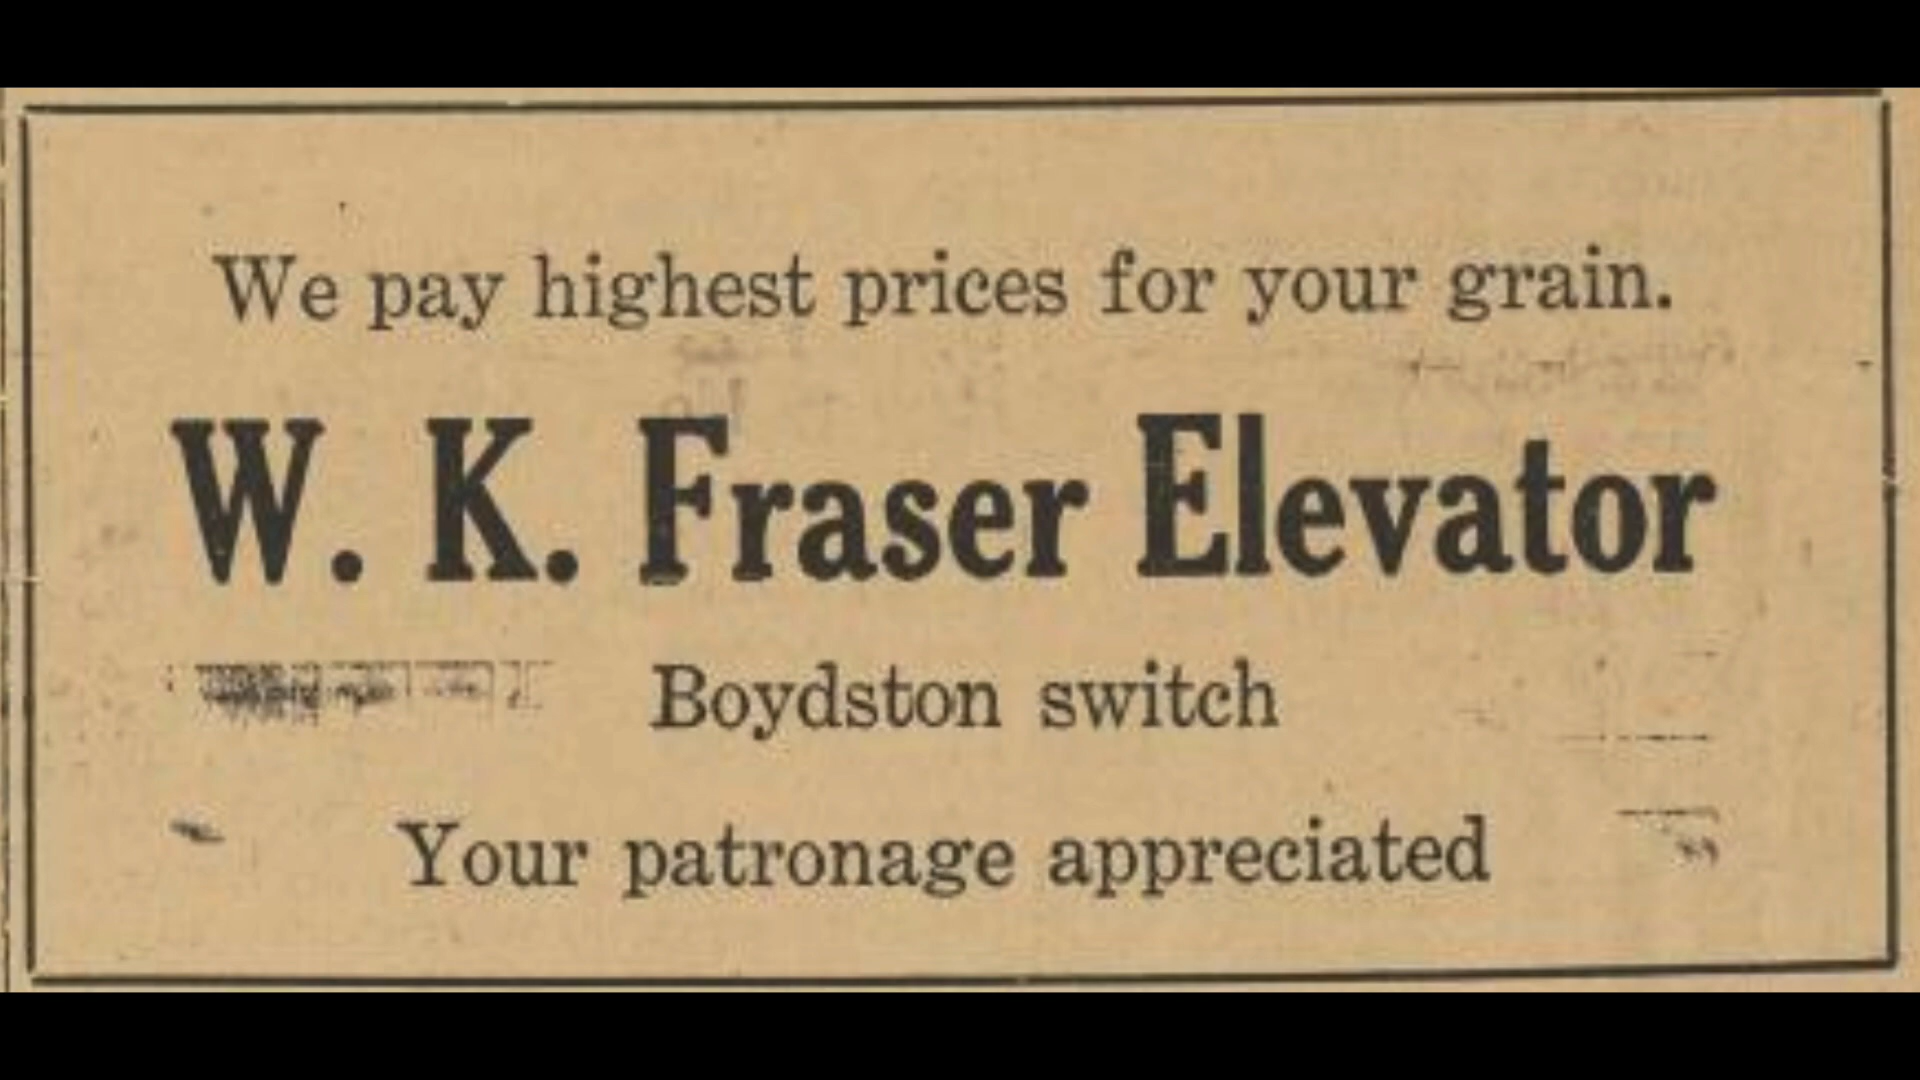 We pay highest prices for your grain.
W. K. Fraser Elevator
Boydston switch
Your patronage appreciated